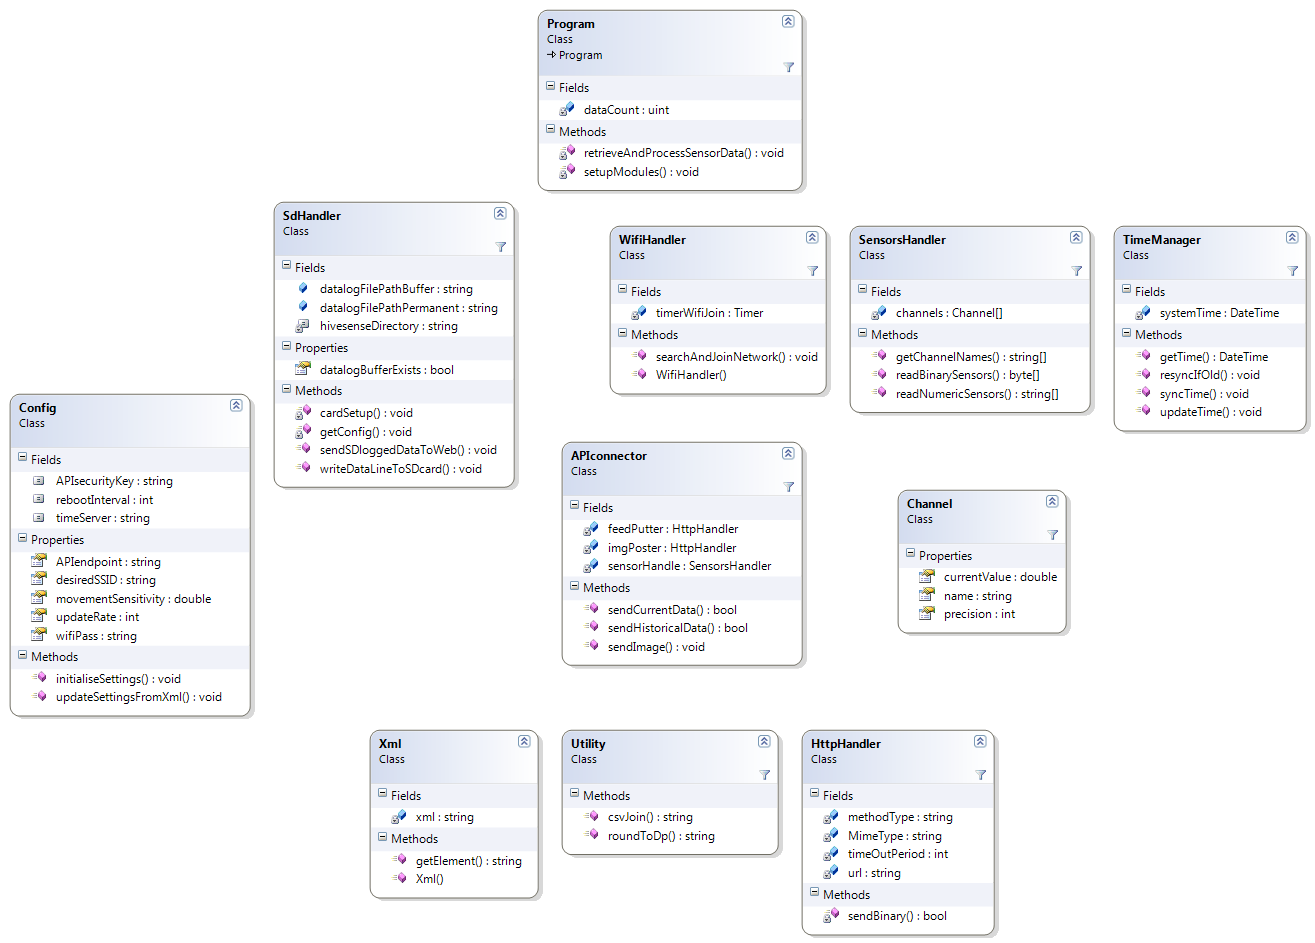 Program
Class
Program
Fields
dataCount : uint
Methods
retrieveAndProcessSensorData() : void
setupModules() : void
SdHandler
Class
Fields
datalogFilePathBuffer : string
datalogFilePathPermanent : string
hivesenseDirectory : string
Properties
datalogBufferExists : bool
Methods
cardSetup() : void
getConfig() : void
sendSDloggedDataToWeb() : void
writeDataLineToSDcard() : void
WifiHandler
Class
Fields
timerWifiJoin : Timer
Methods
searchAndJoinNetwork() : void
WifiHandler()
SensorsHandler
Class
Fields
channels : Channel[]
Methods
getChannelNames() : string[]
readBinarySensors() : byte[]
readNumericSensors() : string[]
TimeManager
Class
Fields
systemTime : DateTime
Methods
getTime() : DateTime
resyncIfOld() : void
syncTime() : void
updateTime() : void
Config
Class
Fields
APIsecurityKey : string
rebootInterval : int
timeServer : string
Properties
APIendpoint : string
desiredSSID : string
movementSensitivity : double
updateRate : int
wifiPass : string
Methods
initialiseSettings() : void
updateSettingsFromXml() : void
APIconnector
Class
Fields
feedPutter : HttpHandler
imgPoster : HttpHandler
sensorHandle : SensorsHandler
Methods
sendCurrentData() : bool
sendHistoricalData() : bool
sendImage() : void
Channel
Class
Properties
currentValue : double
name : string
precision : int
Xml
Class
Fields
xml : string
Methods
getElement() : string
Xml()
Utility
Class
Methods
csvJoin() : string
roundToDp() : string
HttpHandler
Class
Fields
methodType : string
MimeType : string
timeOutPeriod : int
url : string
Methods
sendBinary() : bool